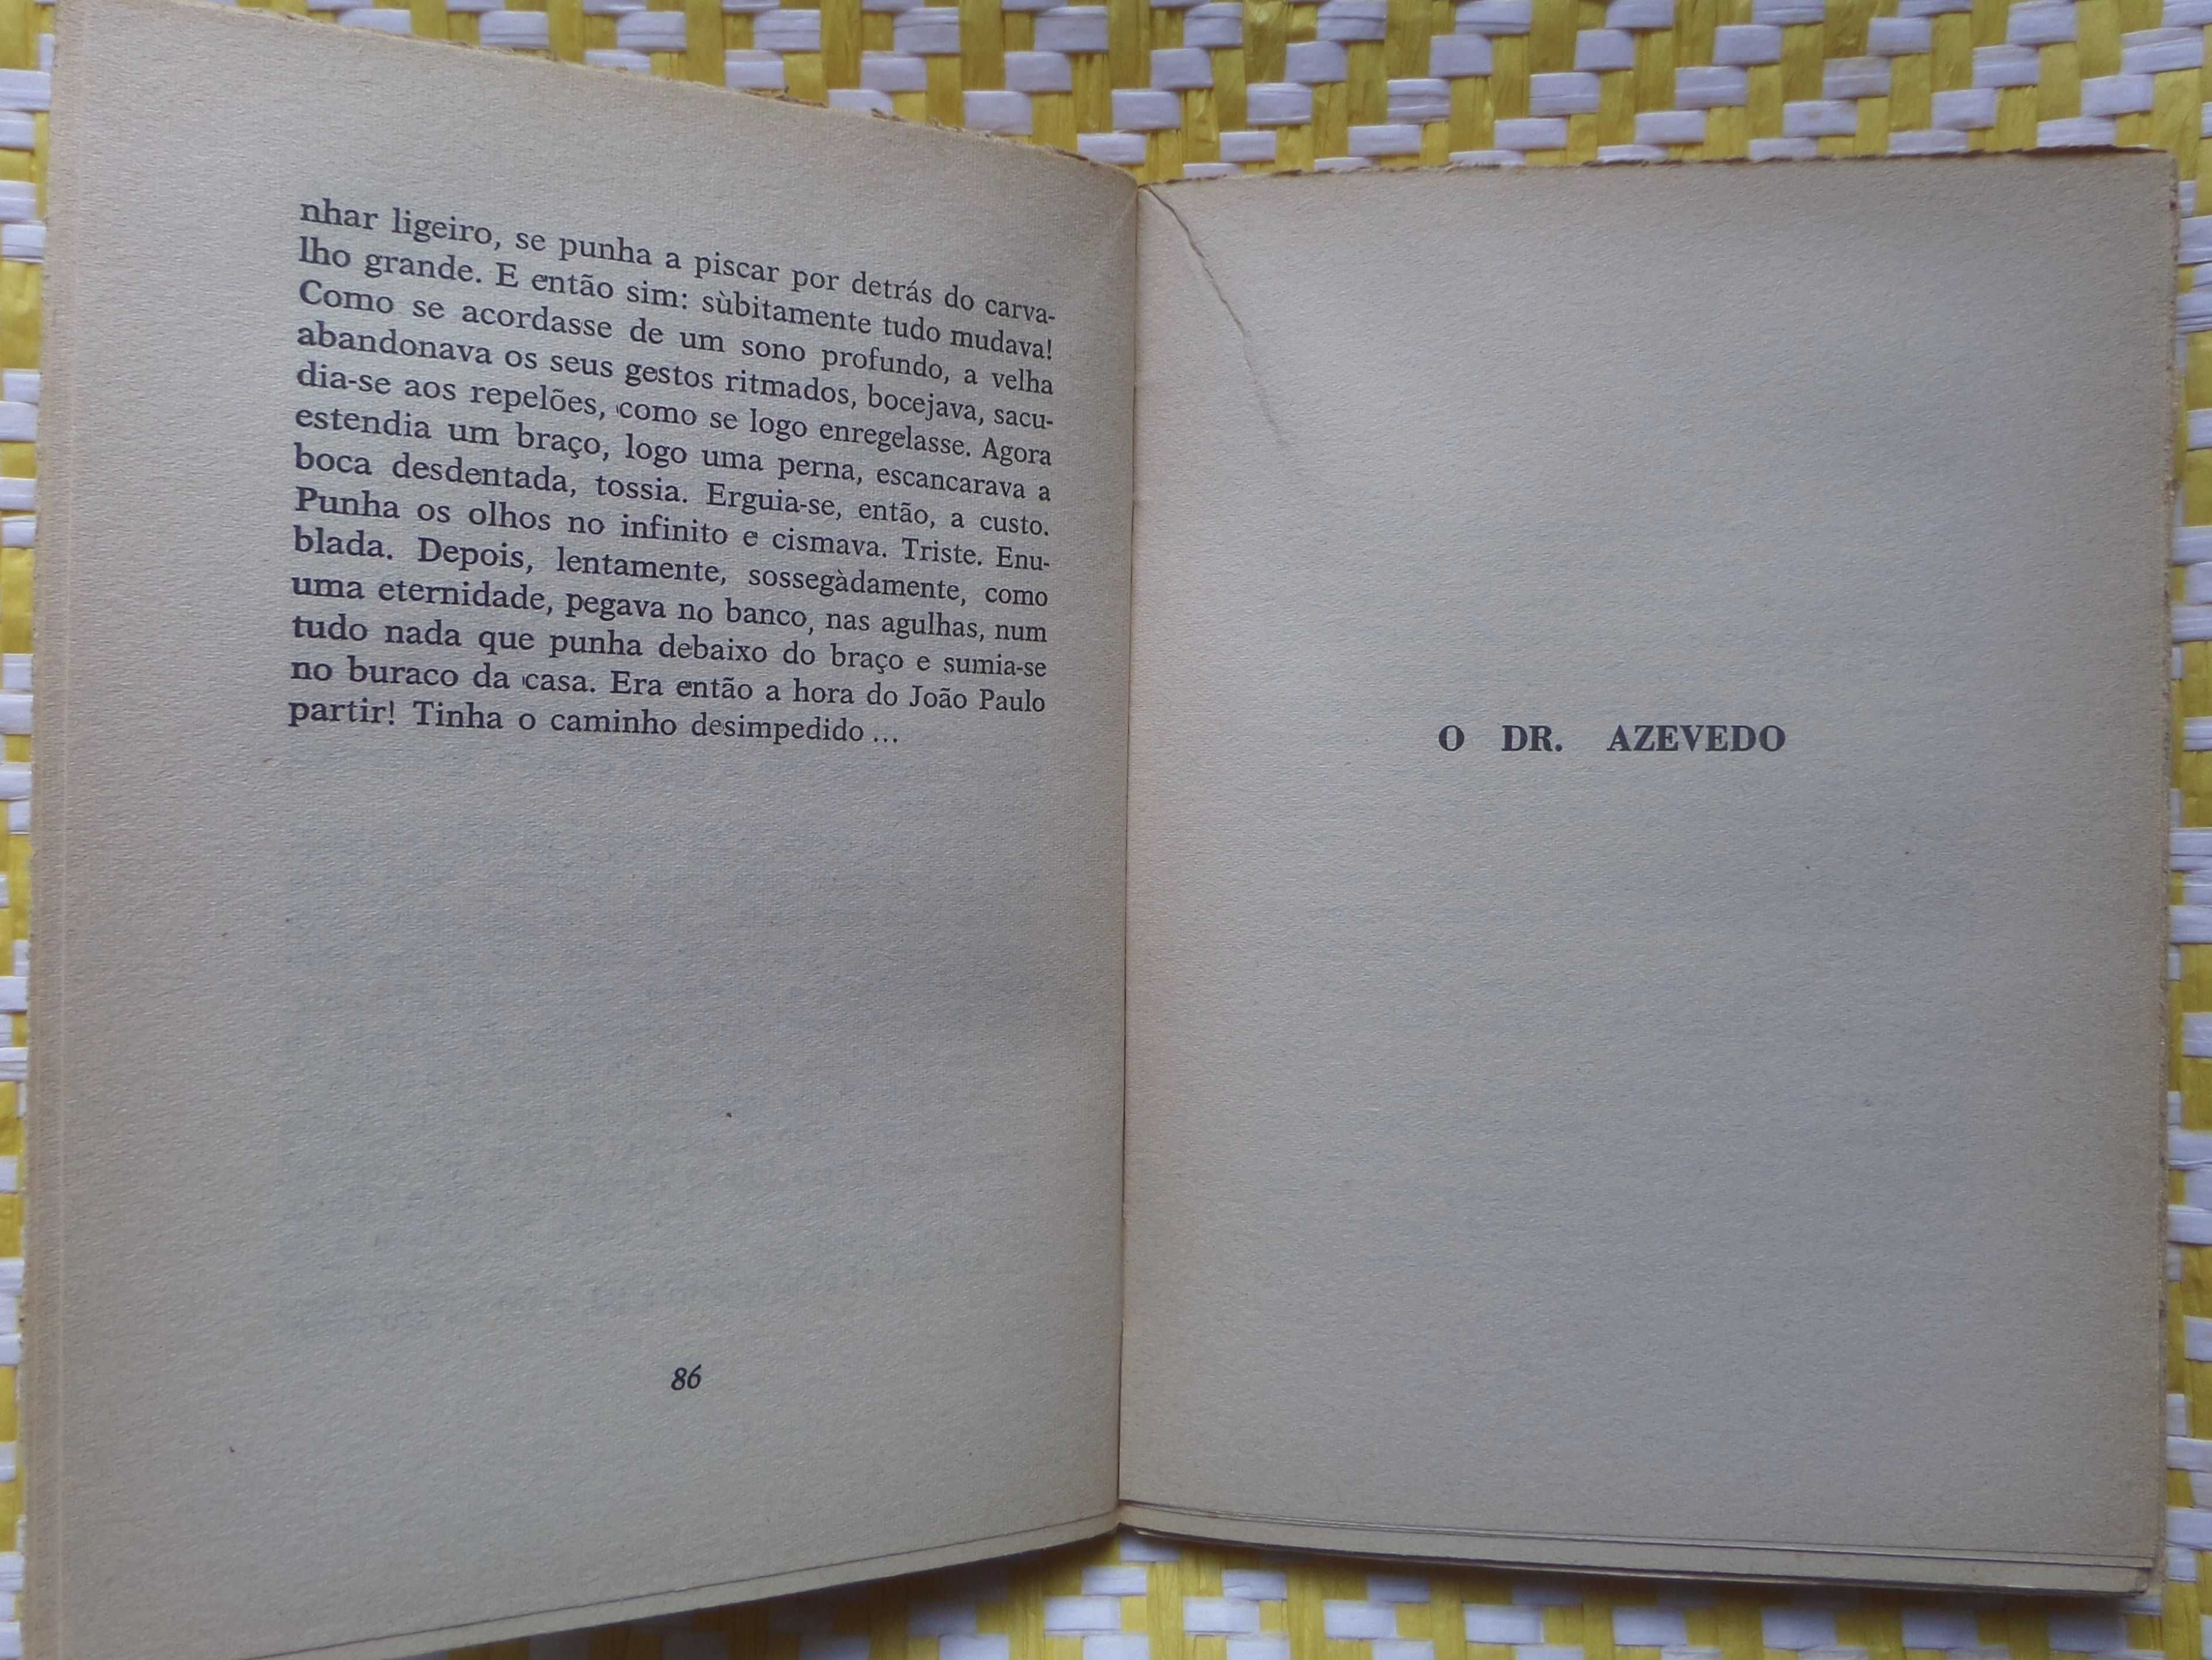 nhar ligeiro, se punha a piscar por detrás do carva-
lho grande. E então sim: sùbitamente tudo mudava!
Como se acordasse de um sono profundo, a velha
abandonava os seus gestos ritmados, bocejava, sacu-
dia-se aos repelões, como se logo enregelasse. Agora
estendia um braço, logo uma perna, escancarava a
boca desdentada, tossia. Erguia-se, então, a custo.
Punha os olhos no infinito e cismava. Triste. Enu-
blada. Depois, lentamente, sossegàdamente, como
uma eternidade, pegava no banco, nas agulhas, num
tudo nada que punha debaixo do braço e sumia-se
no buraco da casa. Era então a hora do João Paulo
partir! Tinha o caminho desimpedido ...
86
O DR. AZEVEDO